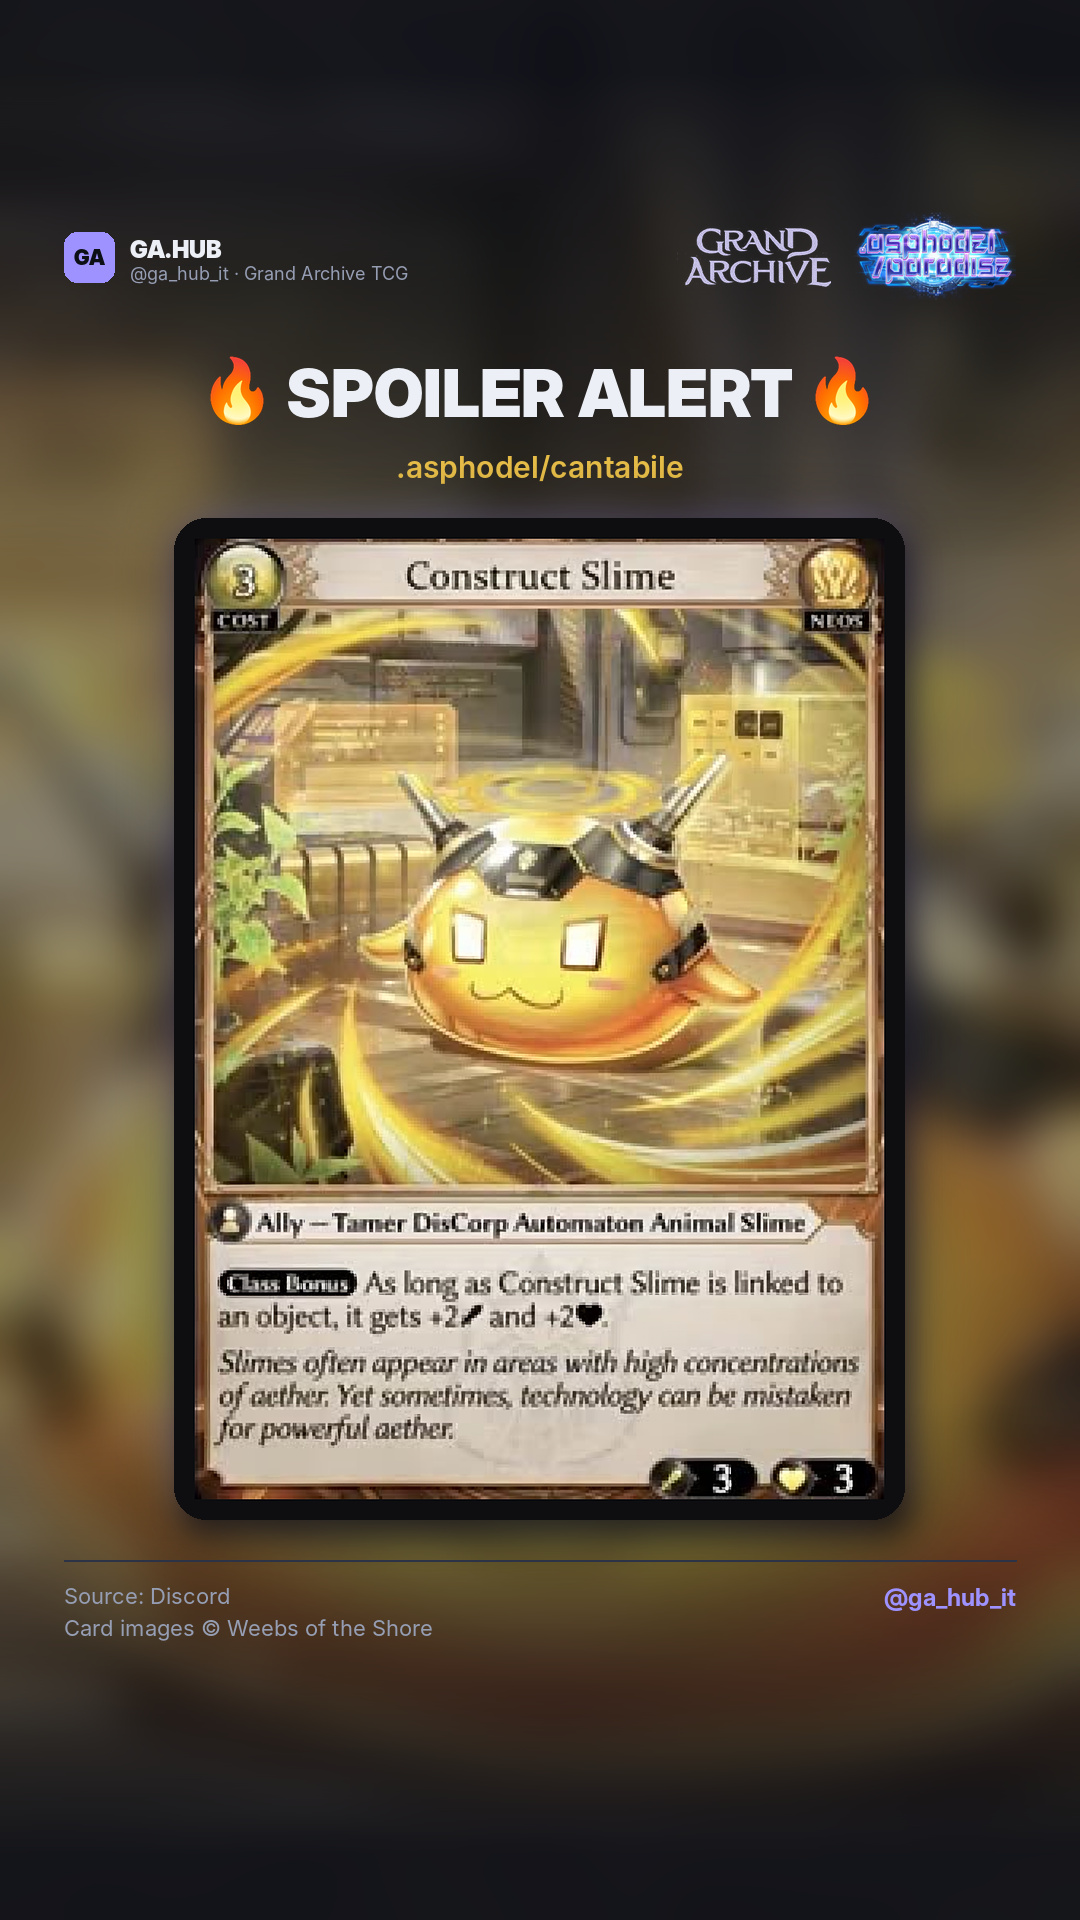 GA
GA.HUB
@ga_hub_it · Grand Archive TCG
GRAND
ARCHIVE
.asphodel
/paradise
🔥 SPOILER ALERT 🔥
.asphodel/cantabile
3
Construct Slime
COST
NEOS
Ally — Tamer DisCorp Automaton Animal Slime
Class Bonus As long as Construct Slime is linked to
an object, it gets +2 and +2.
Slimes often appear in areas with high concentrations
of aether. Yet sometimes, technology can be mistaken
for powerful aether.
3 3
Source: Discord
@ga_hub_it
Card images © Weebs of the Shore